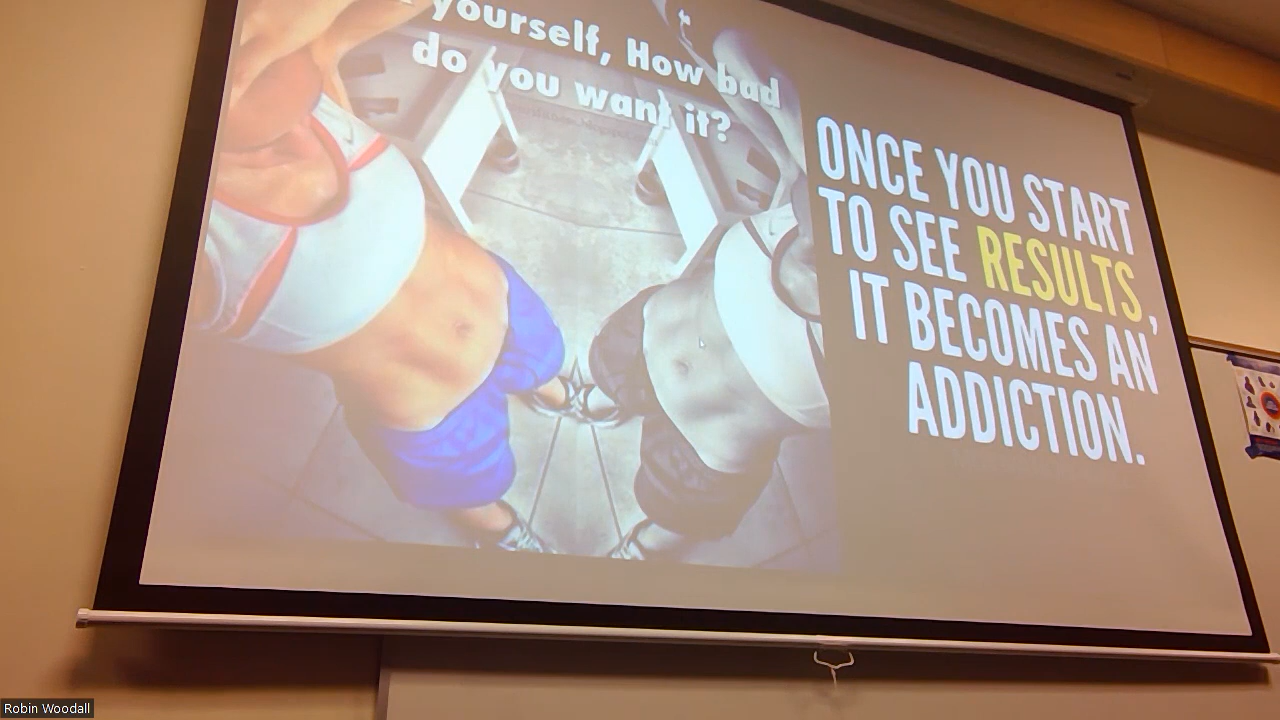 yourself, How bad
do you want it?
ONCE YOU START
TO SEE RESULTS,
IT BECOMES AN
ADDICTION.
Robin Woodall